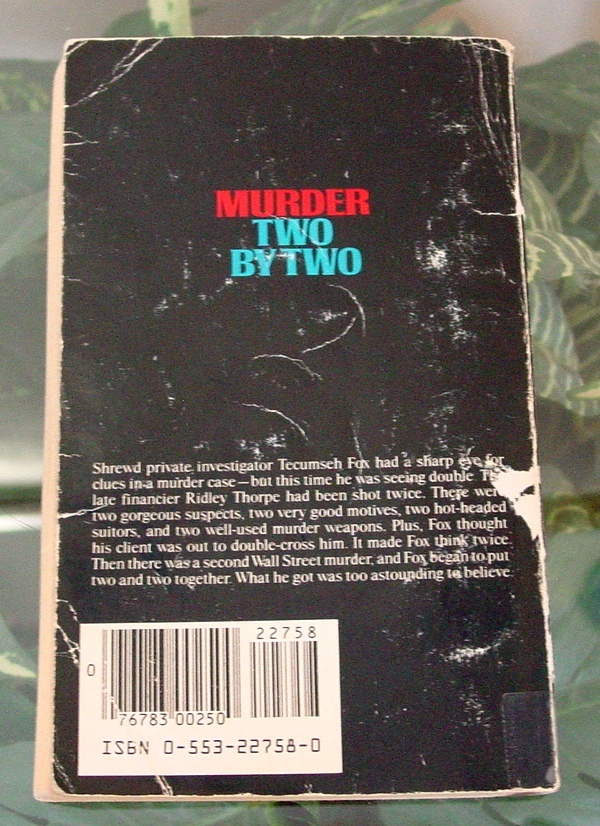 MURDER
TWO
BY TWO
Shrewd private investigator Tecumseh Fox had a sharp eye for
clues in a murder case—but this time he was seeing double. The
late financier Ridley Thorpe had been shot twice. There were
two gorgeous suspects, two very good motives, two hot-headed
suitors, and two well-used murder weapons. Plus, Fox thought
his client was out to double-cross him. It made Fox think twice.
Then there was a second Wall Street murder, and Fox began to put
two and two together. What he got was too astounding to believe.
22758
0
76783 00250
ISBN 0-553-22758-0